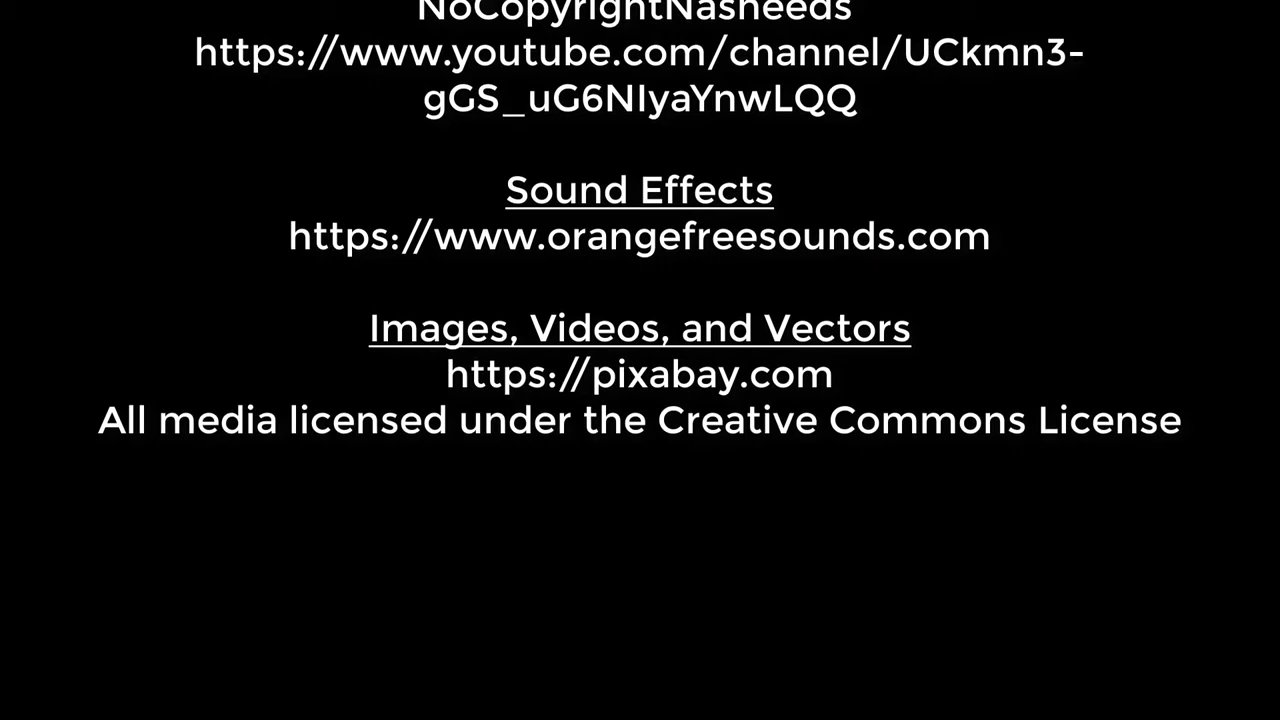 NoCopyrightNasheeds
https://www.youtube.com/channel/UCkmn3-
gGS_uG6NIyaYnwLQQ
Sound Effects
https://www.orangefreesounds.com
Images, Videos, and Vectors
https://pixabay.com
All media licensed under the Creative Commons License